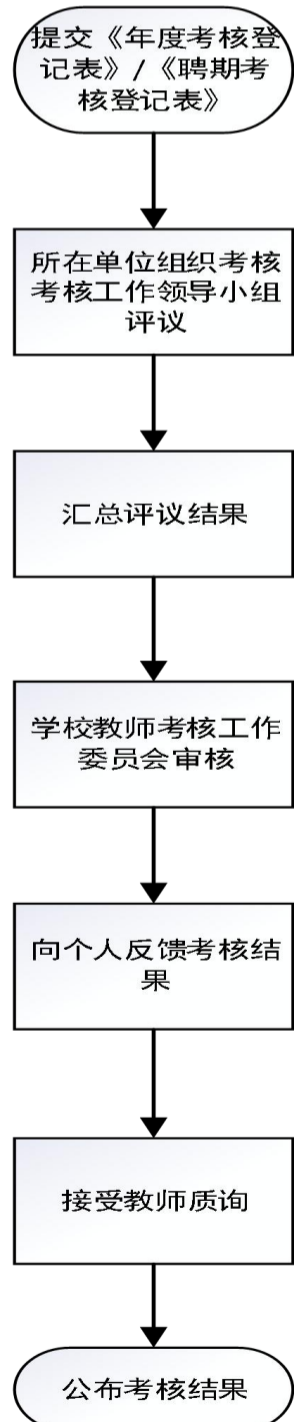 提交《年度考核登
记表》/《聘期考
核登记表》
所在单位组织考核
考核工作领导小组
评议
汇总评议结果
学校教师考核工作
委员会审核
向个人反馈考核结
果
接受教师质询
公布考核结果